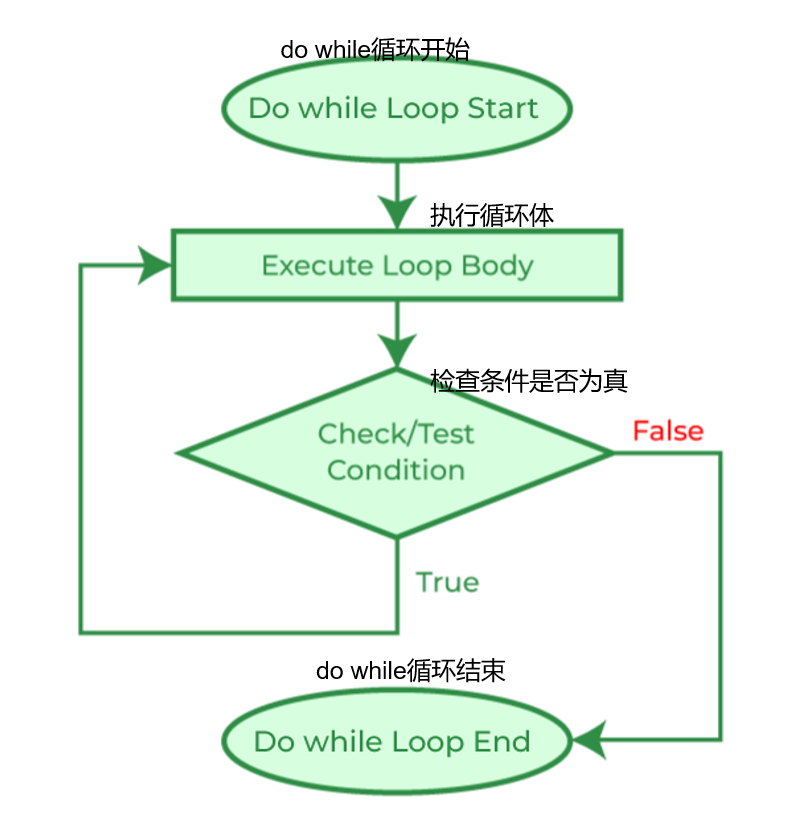 do while循环开始
Do while Loop Start
执行循环体
Execute Loop Body
检查条件是否为真
Check/Test
Condition
False
True
do while循环结束
Do while Loop End